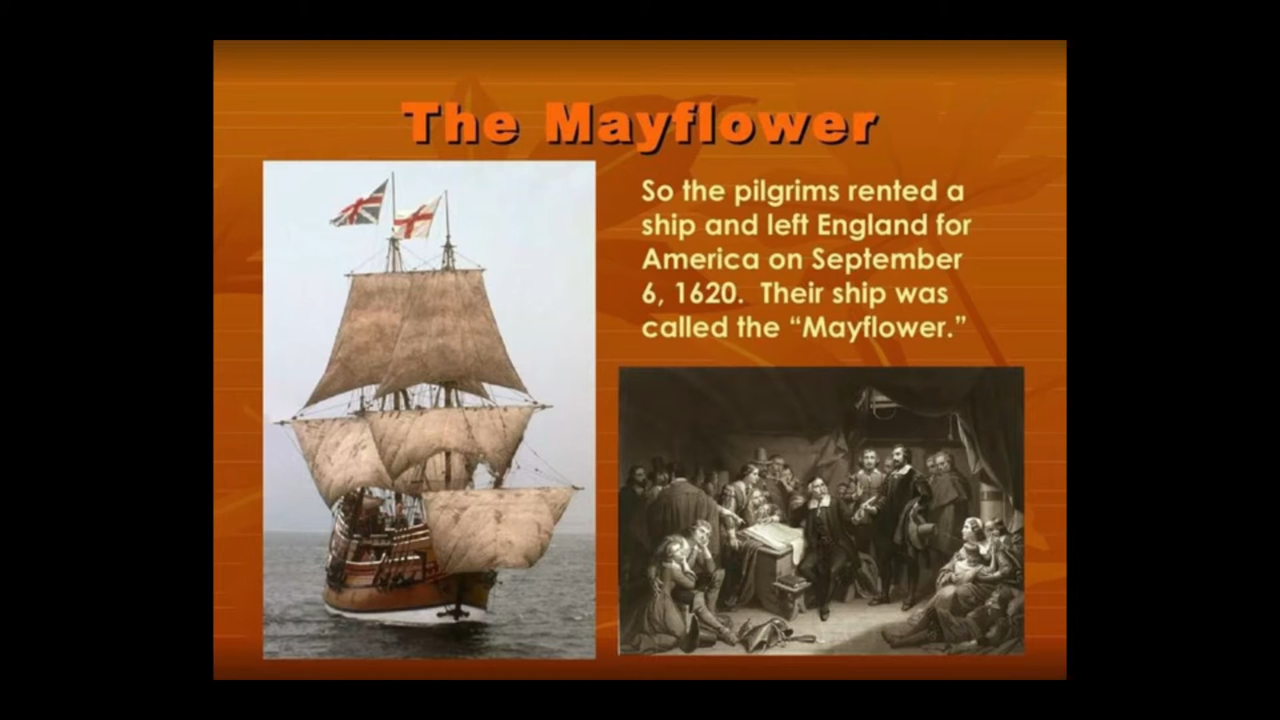 The Mayflower
So the pilgrims rented a
ship and left England for
America on September
6, 1620.  Their ship was
called the “Mayflower.”